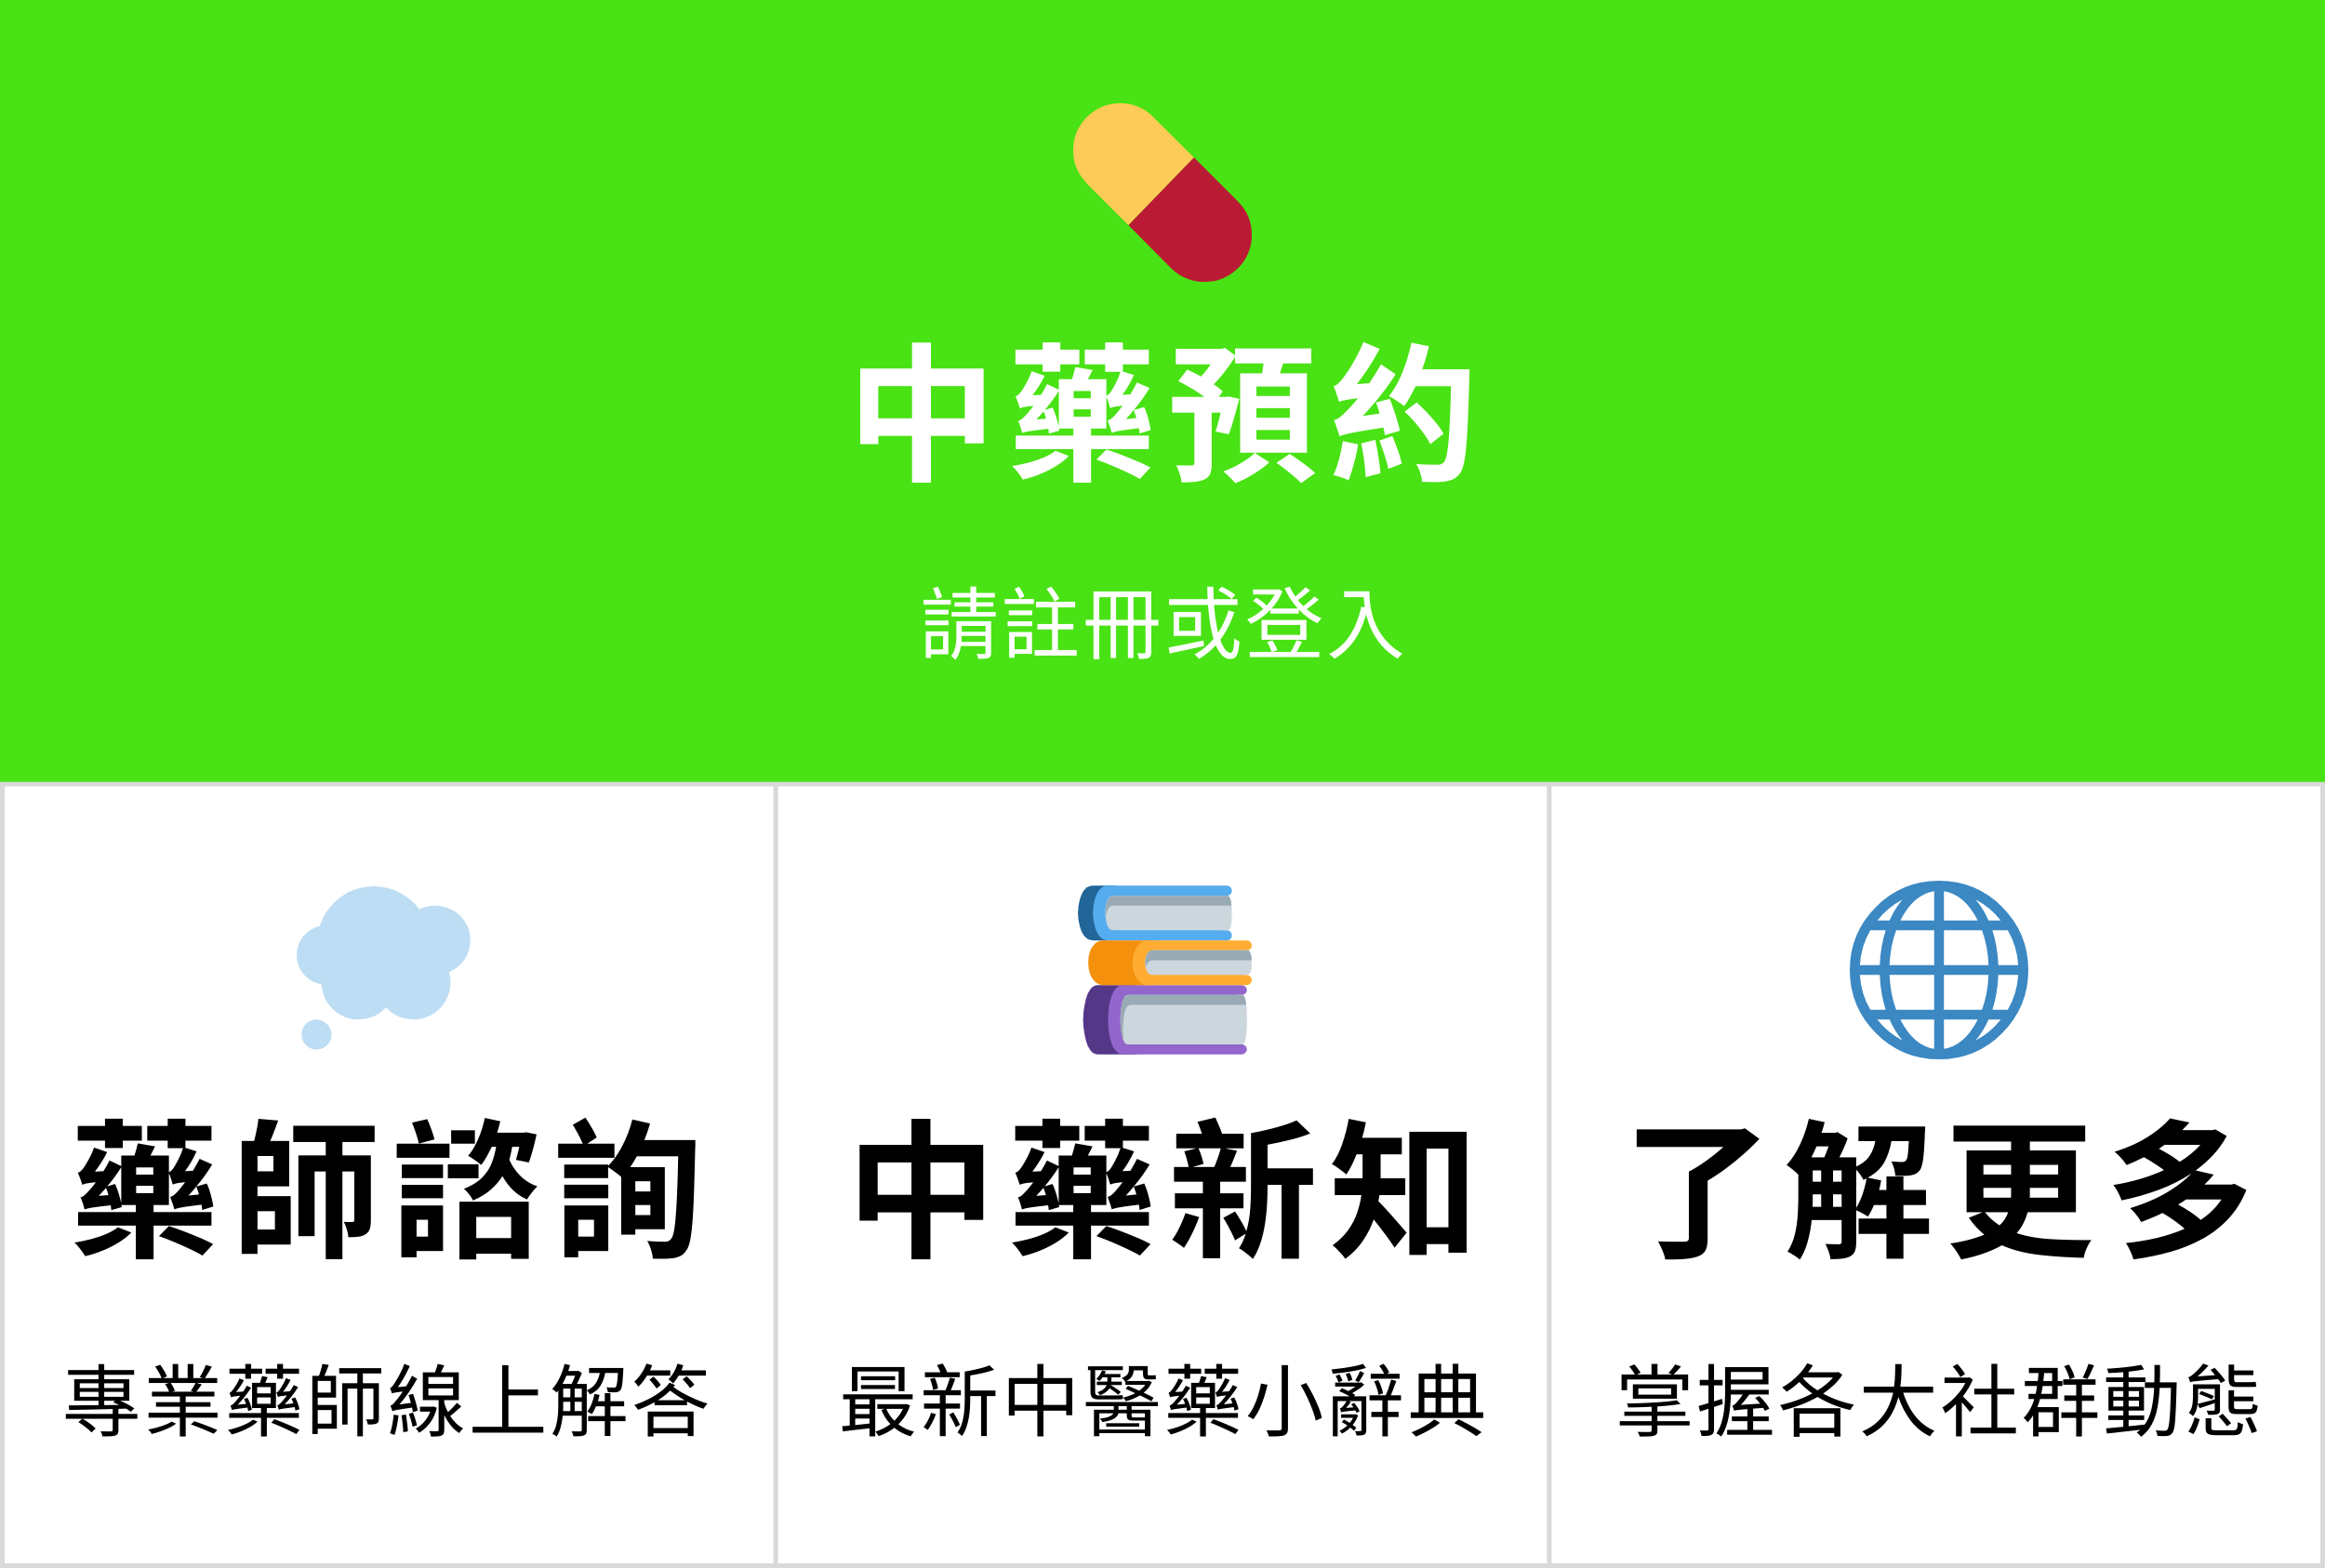 中藥預約
請註冊或登入
藥師諮詢
專業藥師線上解答
中藥新知
最新中醫藥小辭典
了解更多
掌握各大社群動態